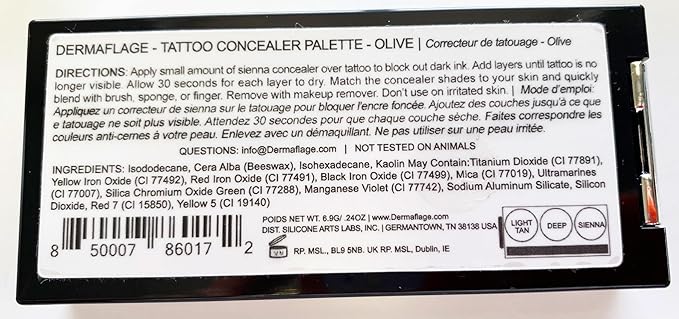 DERMAFLAGE - TATTOO CONCEALER PALETTE - OLIVE | Correcteur de tatouage - Olive
DIRECTIONS: Apply small amount of sienna concealer over tattoo to block out dark ink. Add layers until tattoo is
no longer visible. Allow 30 seconds for each layer to dry. Match the concealer shades to your skin and quickly
blend with brush, sponge, or finger. Remove with makeup remover. Don't use on irritated skin. | Mode d'emploi:
Appliquez un correcteur de sienna sur le tatouage pour bloquer l'encre foncée. Ajoutez des couches jusqu'à ce que
e tatouage ne soit plus visible. Attendez 30 secondes pour que chaque couche sèche. Faites correspondre les
couleurs anti-cernes à votre peau. Enlevez avec un démaquillant. Ne pas utiliser sur une peau irritée.
QUESTIONS: info@Dermaflage.com | NOT TESTED ON ANIMALS
INGREDIENTS: Isododecane, Cera Alba (Beeswax), Isohexadecane, Kaolin May Contain:Titanium Dioxide (CI 77891),
Yellow Iron Oxide (CI 77492), Red Iron Oxide (CI 77491), Black Iron Oxide (CI 77499), Mica (CI 77019), Ultramarines
(CI 77007), Silica Chromium Oxide Green (CI 77288), Manganese Violet (CI 77742), Sodium Aluminum Silicate, Silicon
Dioxide, Red 7 (CI 15850), Yellow 5 (CI 19140)
POIDS NET WT. 6.9G/ .24OZ | www.Dermaflage.com
DIST. SILICONE ARTS LABS, INC. | GERMANTOWN, TN 38138 USA
RP. MSL., BL9 5NB. UK RP. MSL, Dublin, IE
8 50007 86017 2
LIGHT TAN DEEP SIENNA